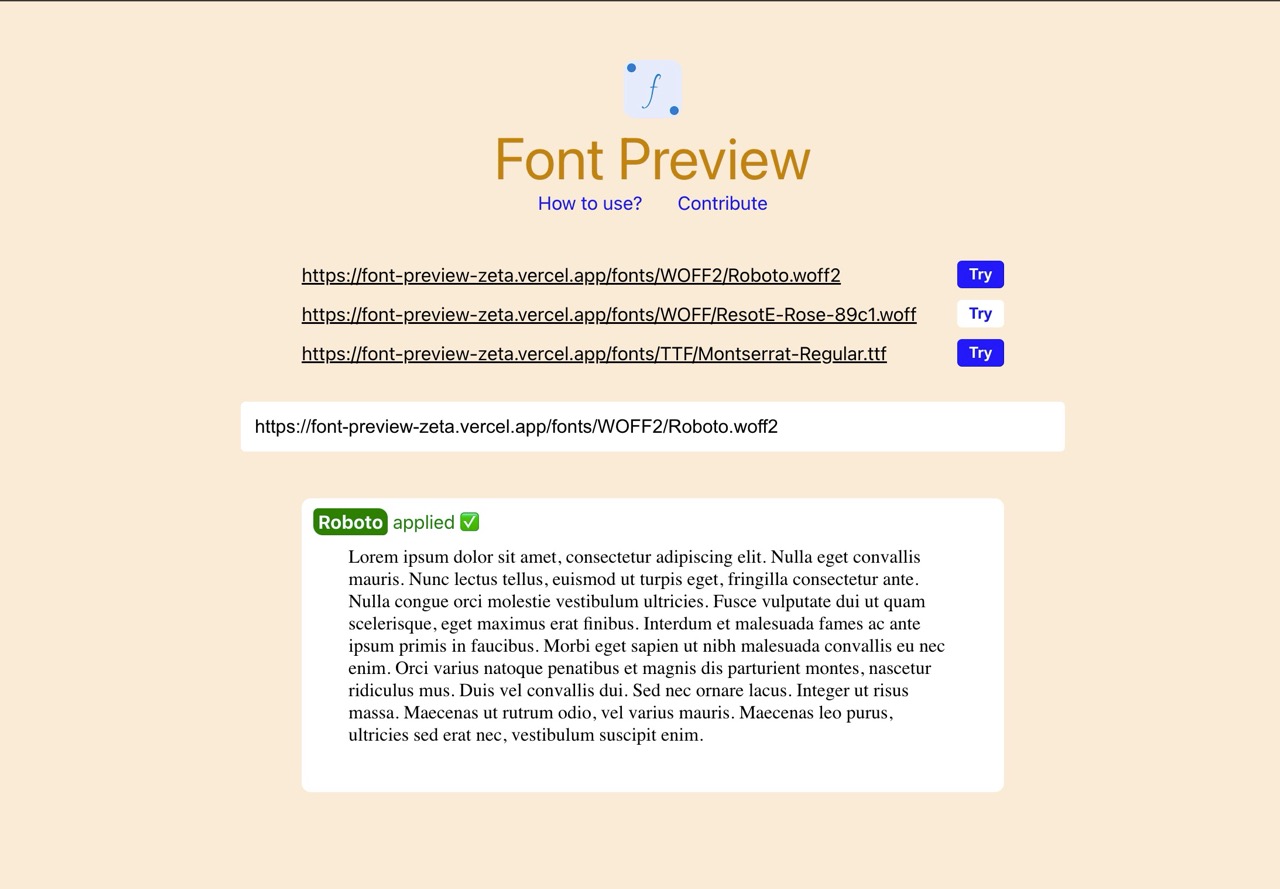 f
Font Preview
How to use? Contribute
https://font-preview-zeta.vercel.app/fonts/WOFF2/Roboto.woff2 Try
https://font-preview-zeta.vercel.app/fonts/WOFF/ResotE-Rose-89c1.woff Try
https://font-preview-zeta.vercel.app/fonts/TTF/Montserrat-Regular.ttf Try
https://font-preview-zeta.vercel.app/fonts/WOFF2/Roboto.woff2
Roboto applied ✅
Lorem ipsum dolor sit amet, consectetur adipiscing elit. Nulla eget convallis
mauris. Nunc lectus tellus, euismod ut turpis eget, fringilla consectetur ante.
Nulla congue orci molestie vestibulum ultricies. Fusce vulputate dui ut quam
scelerisque, eget maximus erat finibus. Interdum et malesuada fames ac ante
ipsum primis in faucibus. Morbi eget sapien ut nibh malesuada convallis eu nec
enim. Orci varius natoque penatibus et magnis dis parturient montes, nascetur
ridiculus mus. Duis vel convallis dui. Sed nec ornare lacus. Integer ut risus
massa. Maecenas ut rutrum odio, vel varius mauris. Maecenas leo purus,
ultricies sed erat nec, vestibulum suscipit enim.